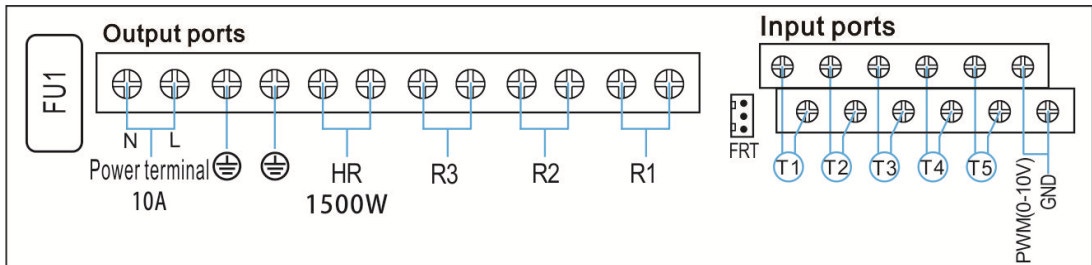 Output ports
Input ports
FU1
N L
Power terminal
10A
HR
1500W
R3
R2
R1
FRT
T1
T2
T3
T4
T5
PWM(0-10V)
GND